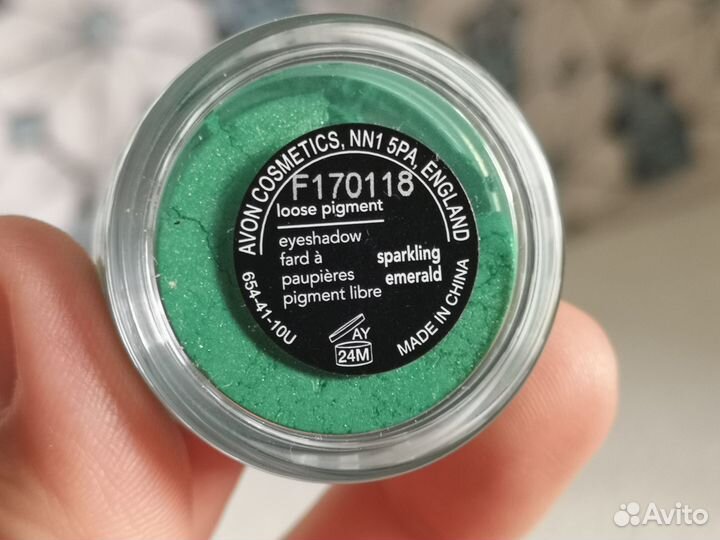 AVON COSMETICS, NN1 5PA, ENGLAND
F170118
loose pigment
eyeshadow
fard à
paupières
pigment libre
sparkling
emerald
AY
24M
654-41-10U
MADE IN CHINA
Avito